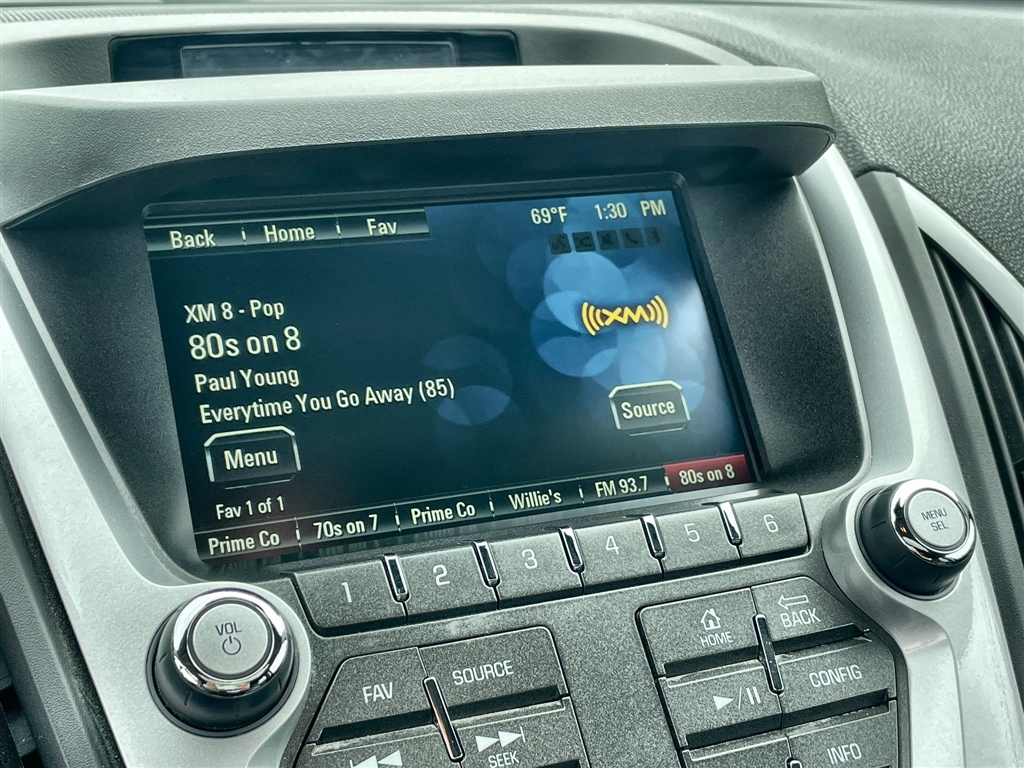 Back Home Fav 69°F 1:30 PM
XM 8 - Pop
80s on 8
Paul Young
Everytime You Go Away (85)
XM
Source
Menu
Fav 1 of 1
Prime Co 70s on 7 Prime Co Willie's FM 93.7 80s on 8
1 2 3 4 5 6
MENU
SEL
VOL
FAV SOURCE
HOME BACK
CONFIG
SEEK
INFO